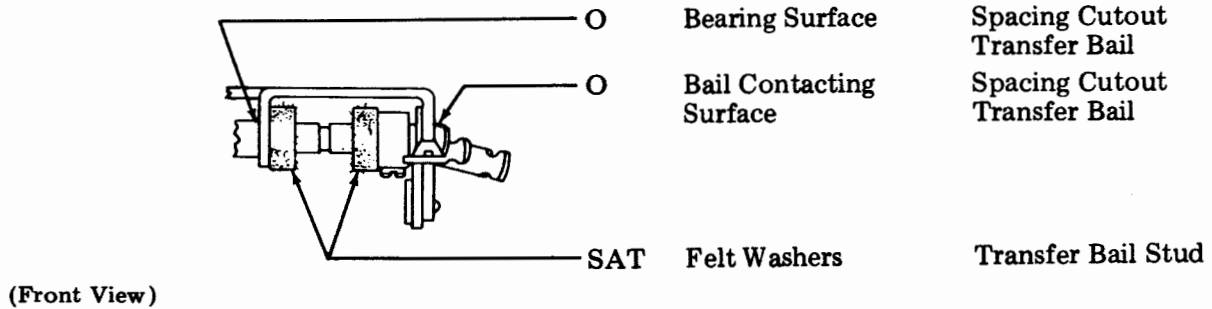 O Bearing Surface Spacing Cutout
Transfer Bail
O Bail Contacting Spacing Cutout
Surface Transfer Bail
SAT Felt Washers Transfer Bail Stud
(Front View)